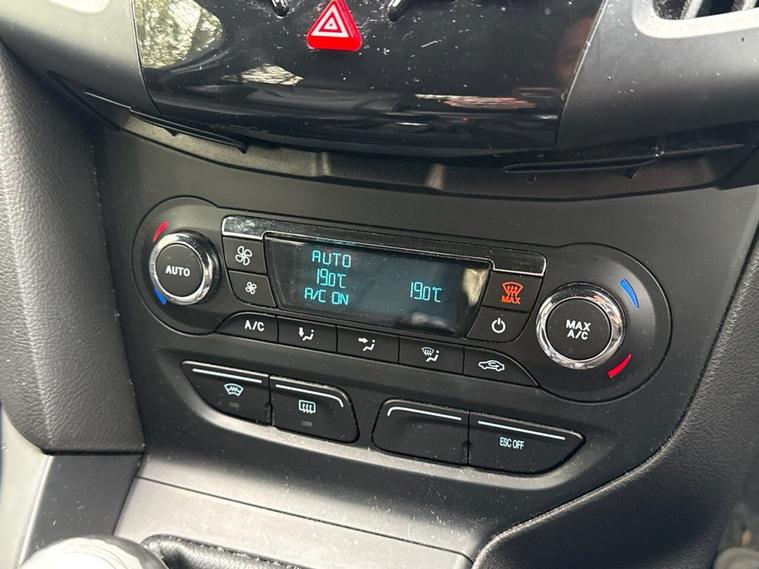 AUTO
AUTO
19.0°C
19.0°C
A/C ON
MAX
MAX
A/C
A/C
ESC OFF